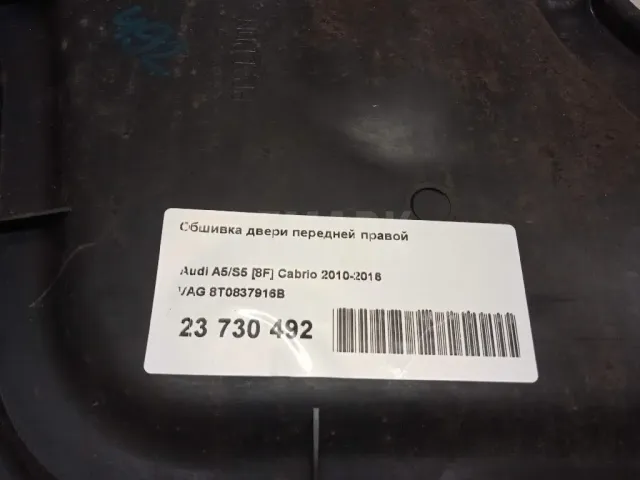 Обшивка двери передней правой
Audi A5/S5 [8F] Cabrio 2010-2016
VAG 8T0837916B
23 730 492